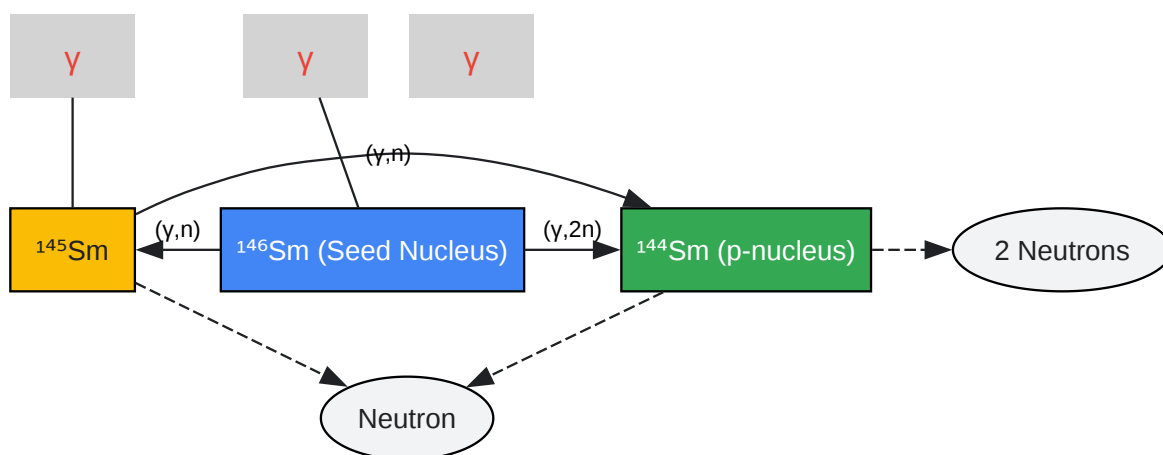 γ
γ
γ
(γ,n)
¹⁴⁵Sm
(γ,n)
¹⁴⁶Sm (Seed Nucleus)
(γ,2n)
¹⁴⁴Sm (p-nucleus)
2 Neutrons
Neutron